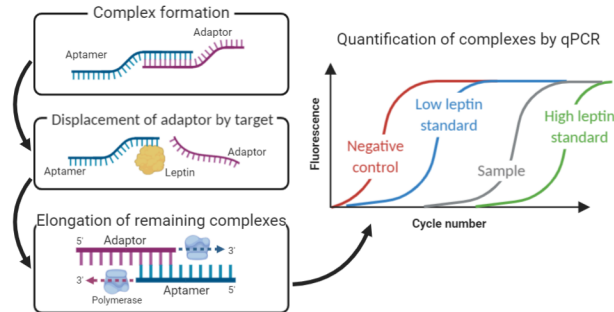 Complex formation
Adaptor
Aptamer
Displacement of adaptor by target
Aptamer
Leptin
Adaptor
Elongation of remaining complexes
5'
Adaptor
3'
3'
Polymerase
Aptamer
5'
Quantification of complexes by qPCR
Fluorescence
Low leptin
standard
High leptin
standard
Negative
control
Sample
Cycle number